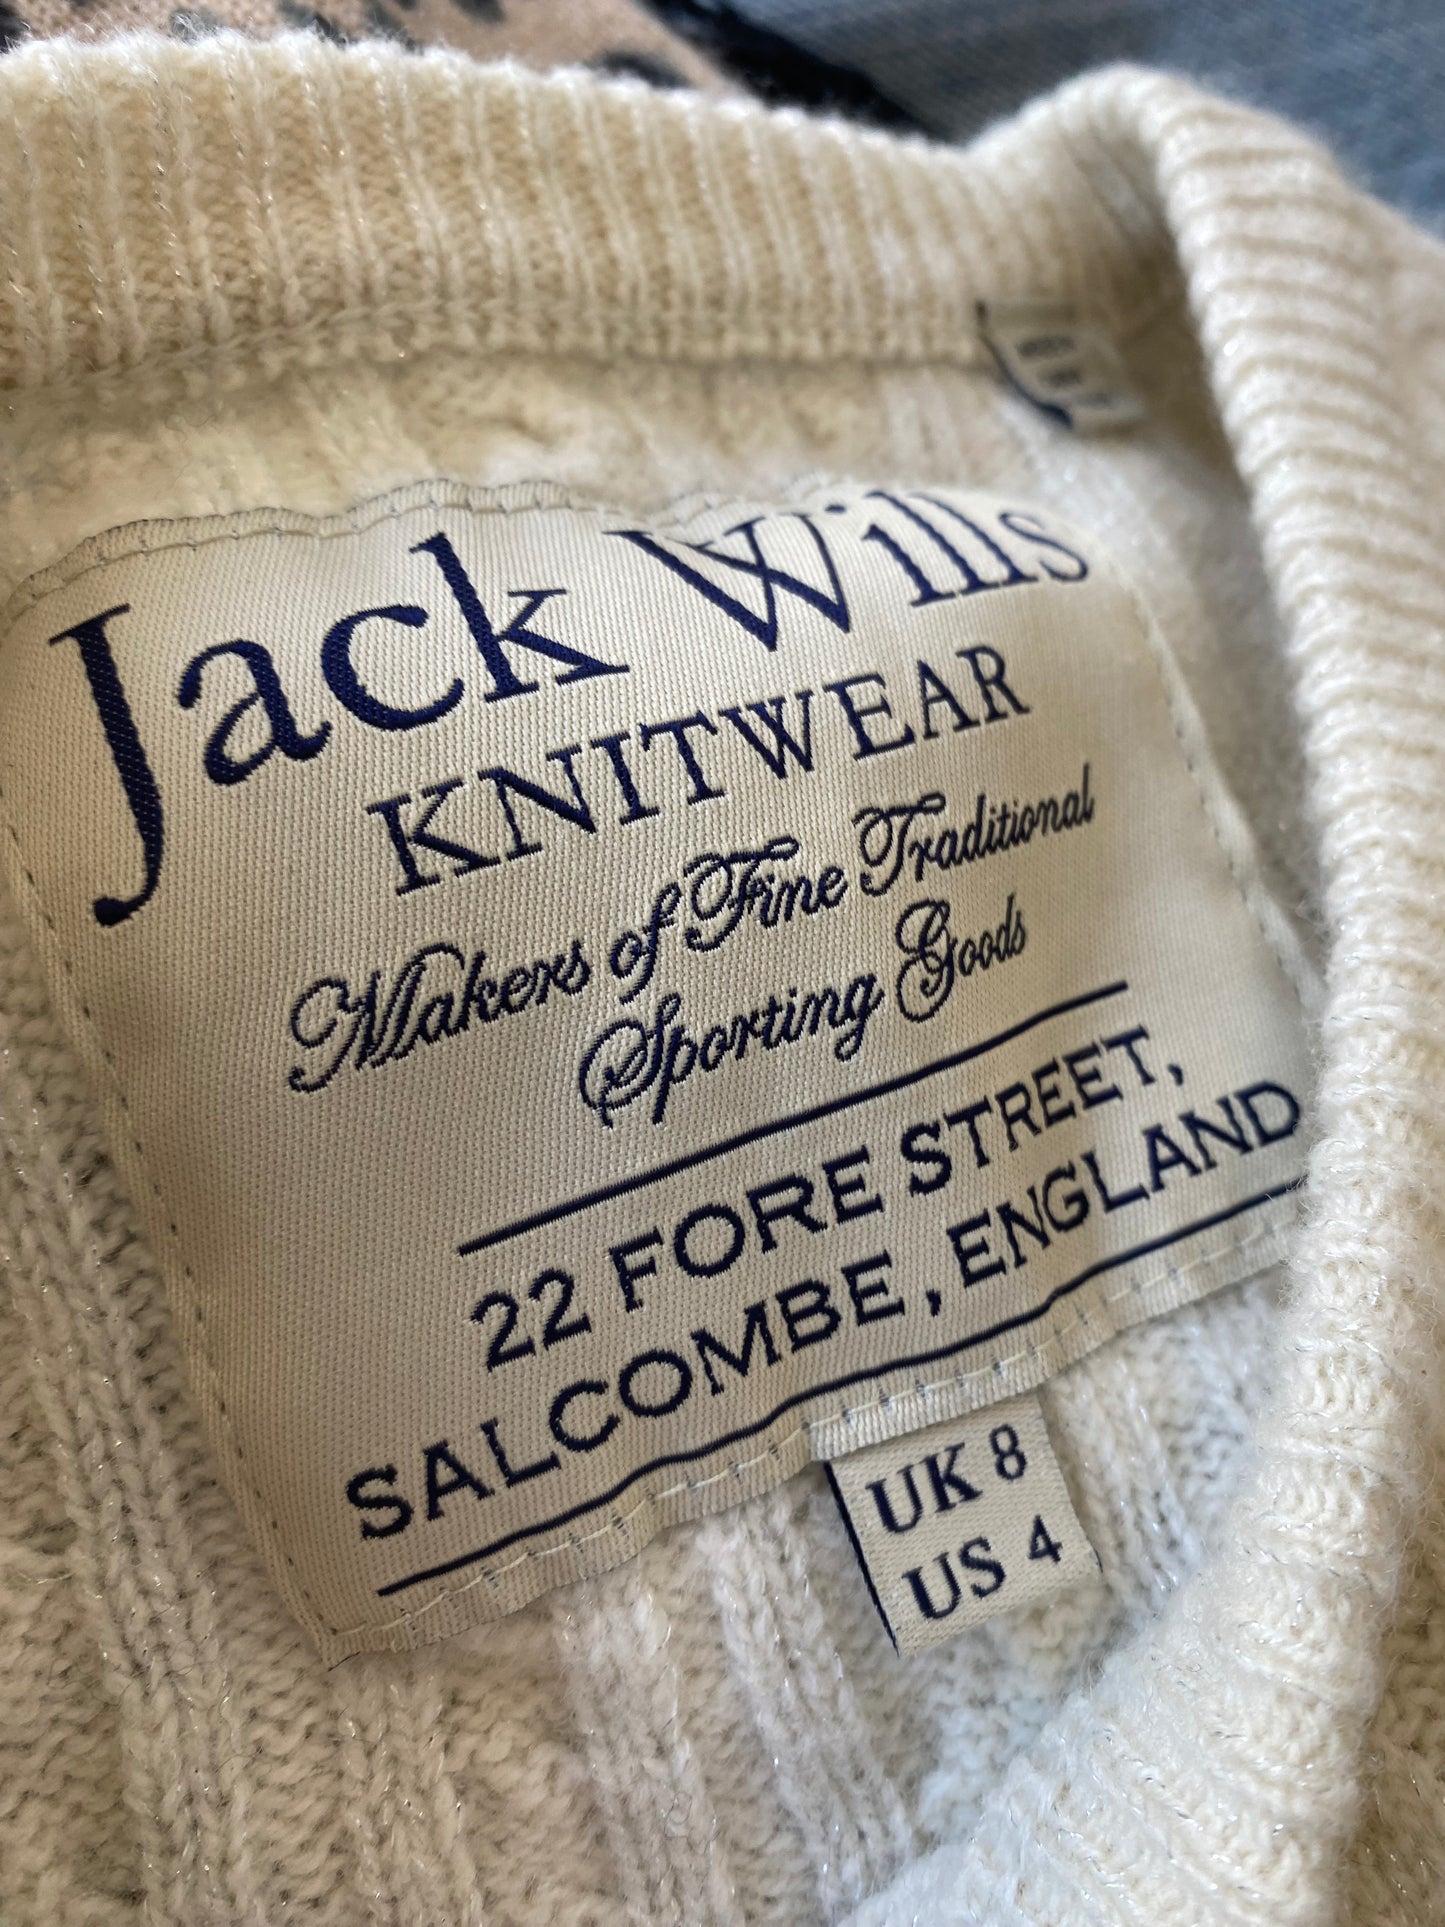 Jack Wills
KNITWEAR
Makers of Fine Traditional
Sporting Goods
22 FORE STREET,
SALCOMBE, ENGLAND
UK 8
US 4